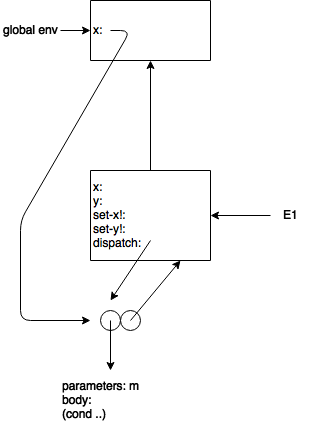 global env
x:
x:
y:
set-x!:
set-y!:
dispatch:
E1
parameters: m
body:
(cond ..)